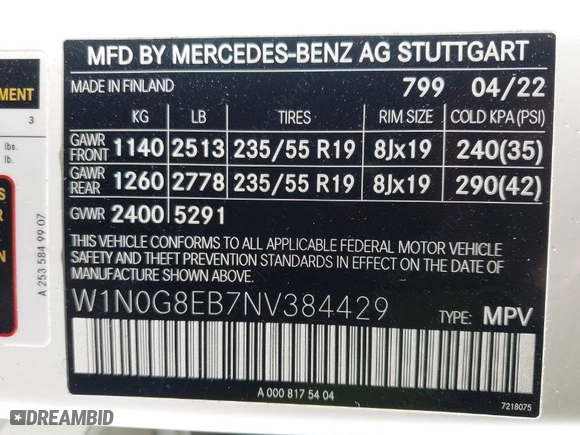 MFD BY MERCEDES-BENZ AG STUTTGART
MADE IN FINLAND 799 04/22
KG LB TIRES RIM SIZE COLD KPA(PSI)
GAWR FRONT 1140 2513 235/55 R19 8Jx19 240(35)
GAWR REAR 1260 2778 235/55 R19 8Jx19 290(42)
GVWR 2400 5291
THIS VEHICLE CONFORMS TO ALL APPLICABLE FEDERAL MOTOR VEHICLE
SAFETY AND THEFT PREVENTION STANDARDS IN EFFECT ON THE DATE OF
MANUFACTURE SHOWN ABOVE.
W1N0G8EB7NV384429 TYPE: MPV
A 000 817 54 04
7218075
MENT
3
lbs.
lb.
A 253 584 99 07
DREAMBID